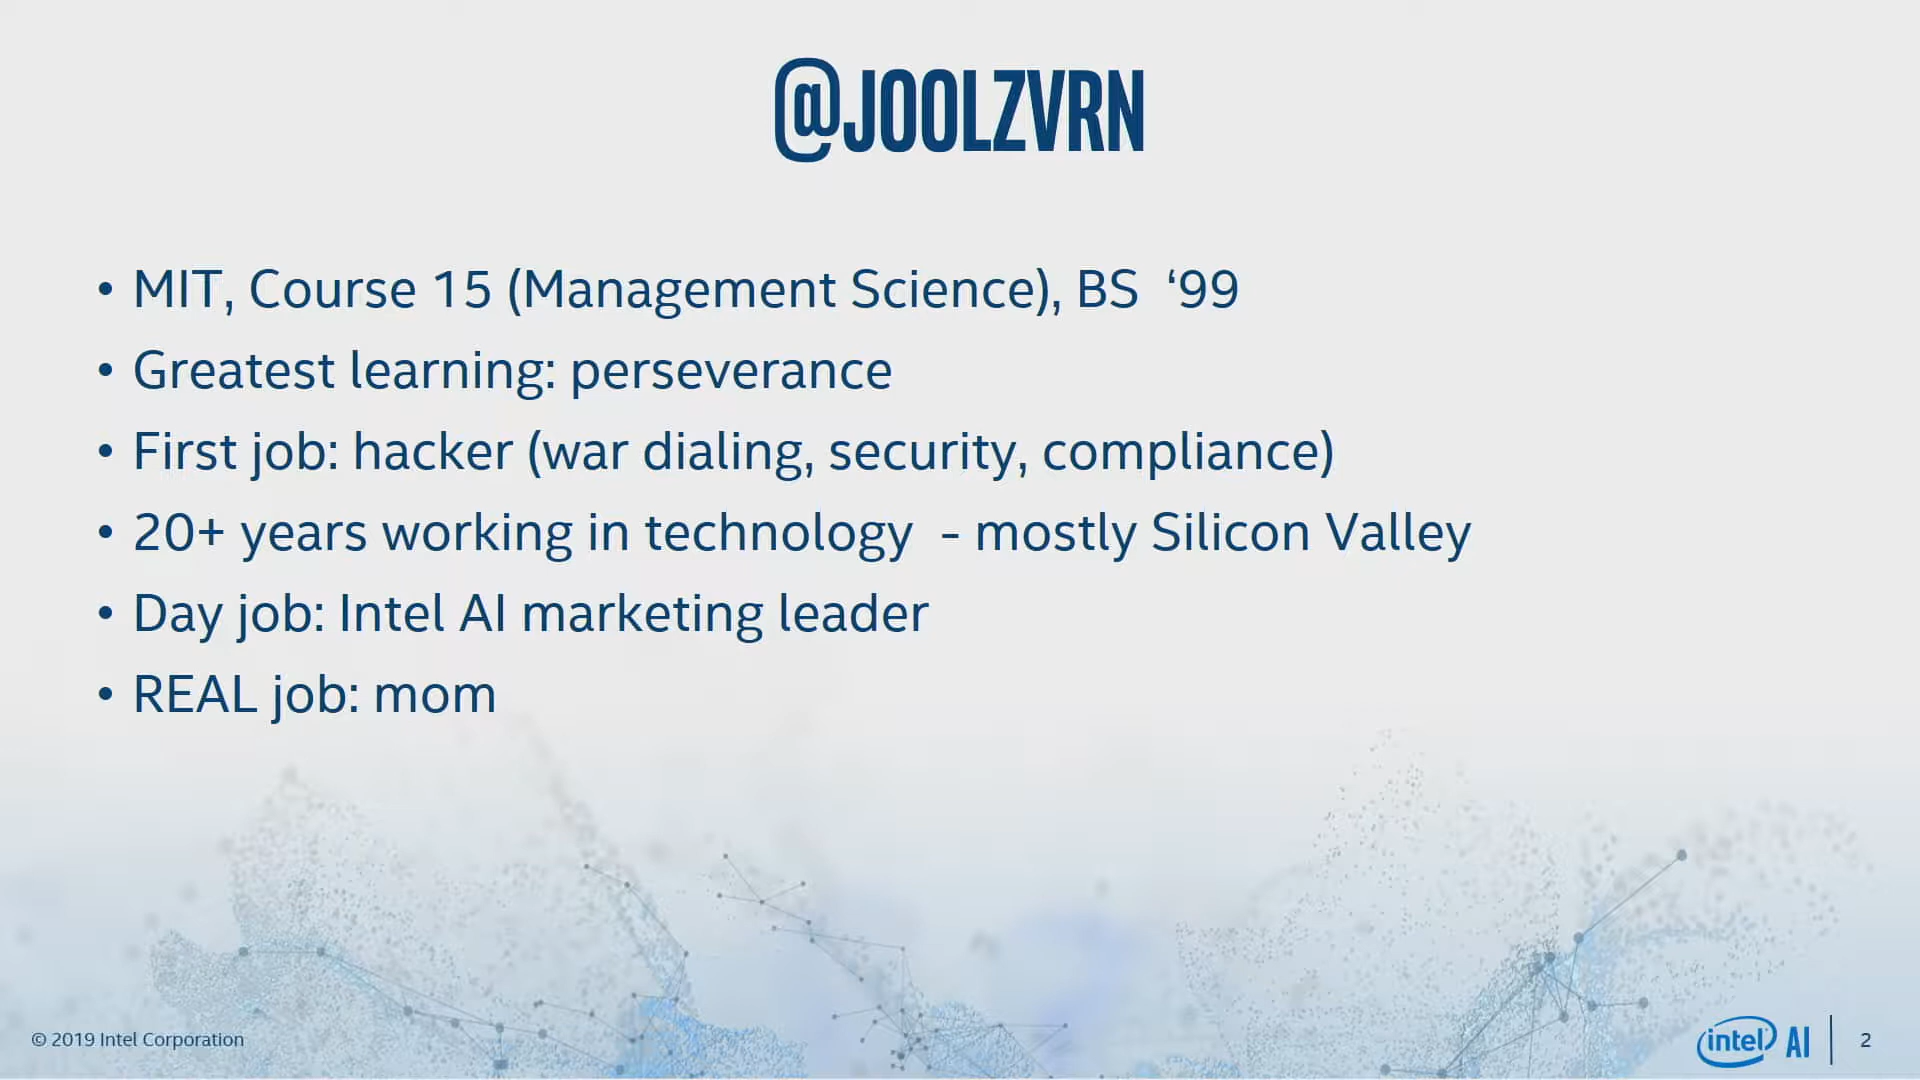 @JOOLZVRN
• MIT, Course 15 (Management Science), BS  ‘99
• Greatest learning: perseverance
• First job: hacker (war dialing, security, compliance)
• 20+ years working in technology  - mostly Silicon Valley
• Day job: Intel AI marketing leader
• REAL job: mom
© 2019 Intel Corporation
intel AI
2